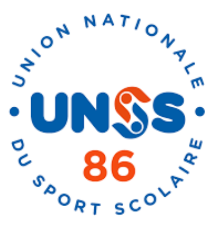 UNION NATIONALE
• UNSS •
86
DU SPORT SCOLAIRE